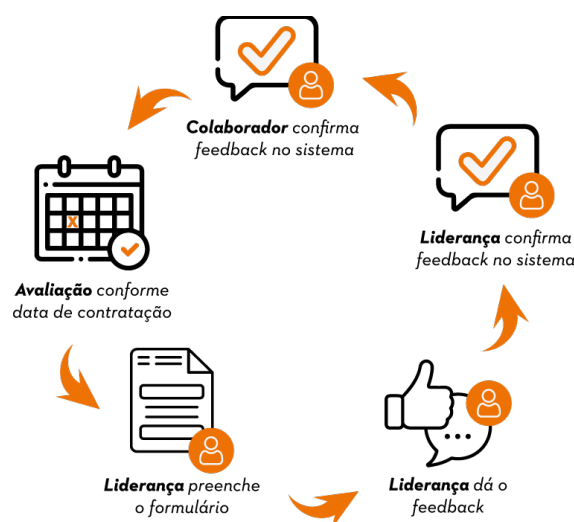 Colaborador confirma
feedback no sistema
Liderança confirma
feedback no sistema
Avaliação conforme
data de contratação
Liderança preenche
o formulário
Liderança dá o
feedback